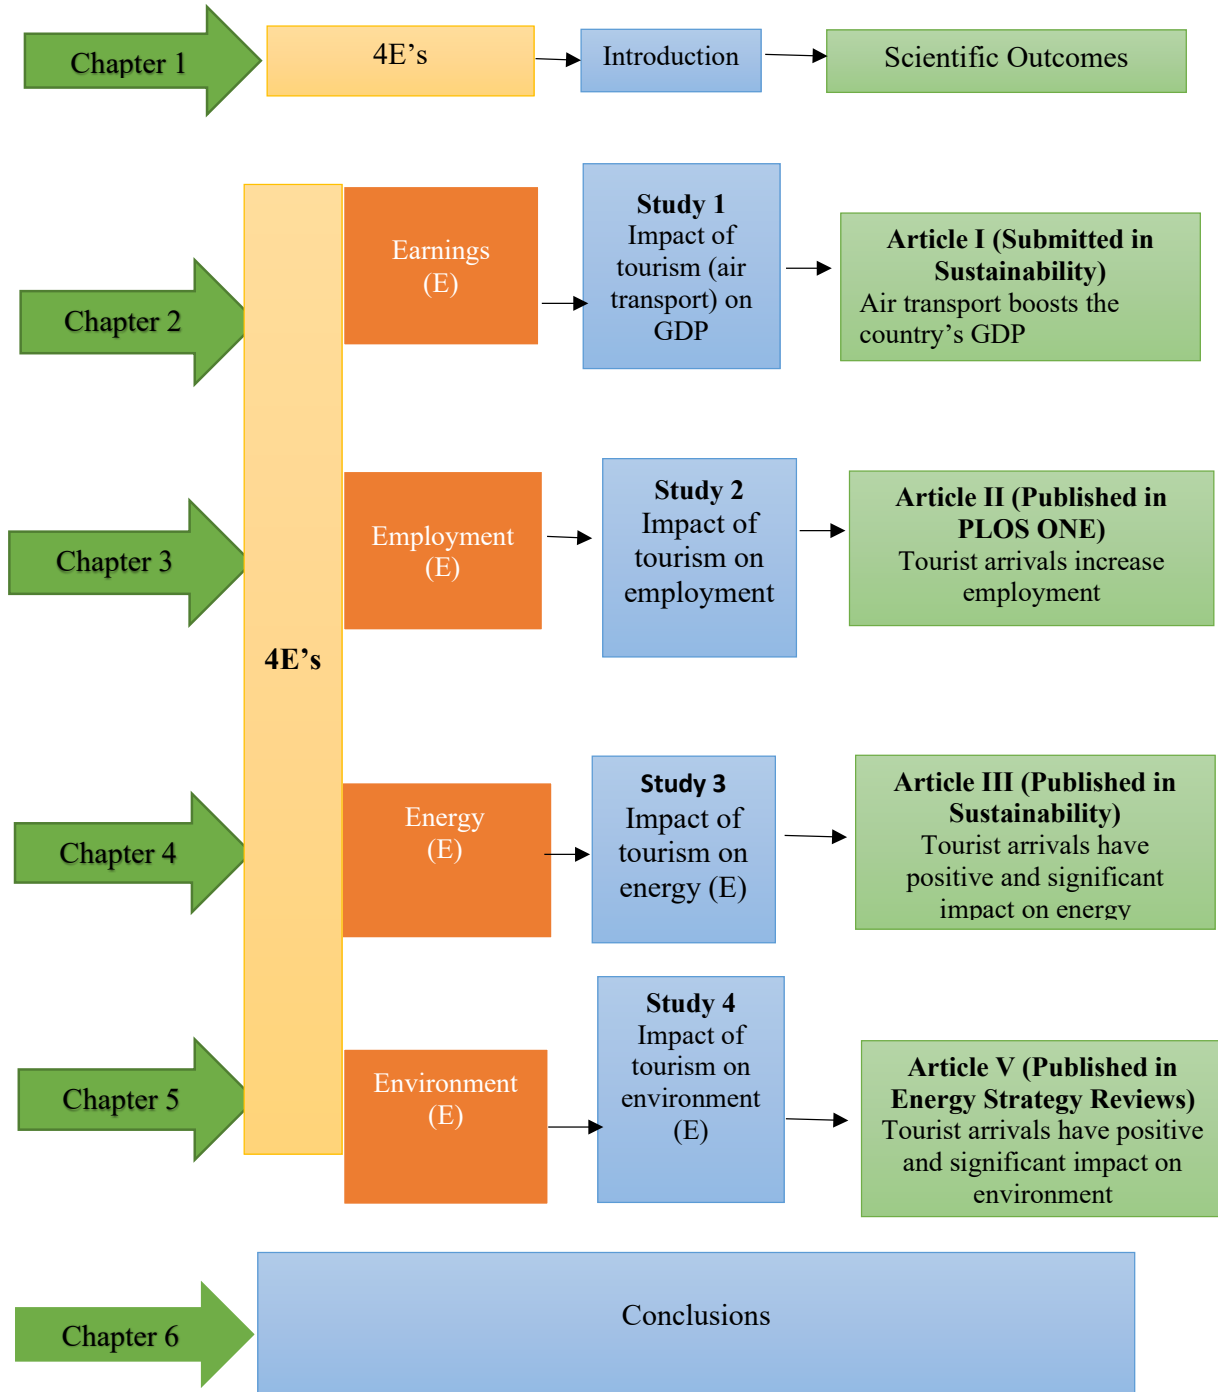 Chapter 1
4E’s
Introduction
Scientific Outcomes
Chapter 2
Earnings
(E)
Study 1
Impact of
tourism (air
transport) on
GDP
Article I (Submitted in
Sustainability)
Air transport boosts the
country’s GDP
Chapter 3
Employment
(E)
Study 2
Impact of
tourism on
employment
Article II (Published in
PLOS ONE)
Tourist arrivals increase
employment
4E’s
Chapter 4
Energy
(E)
Study 3
Impact of
tourism on
energy (E)
Article III (Published in
Sustainability)
Tourist arrivals have
positive and significant
impact on energy
Chapter 5
Environment
(E)
Study 4
Impact of
tourism on
environment
(E)
Article V (Published in
Energy Strategy Reviews)
Tourist arrivals have positive
and significant impact on
environment
Chapter 6
Conclusions